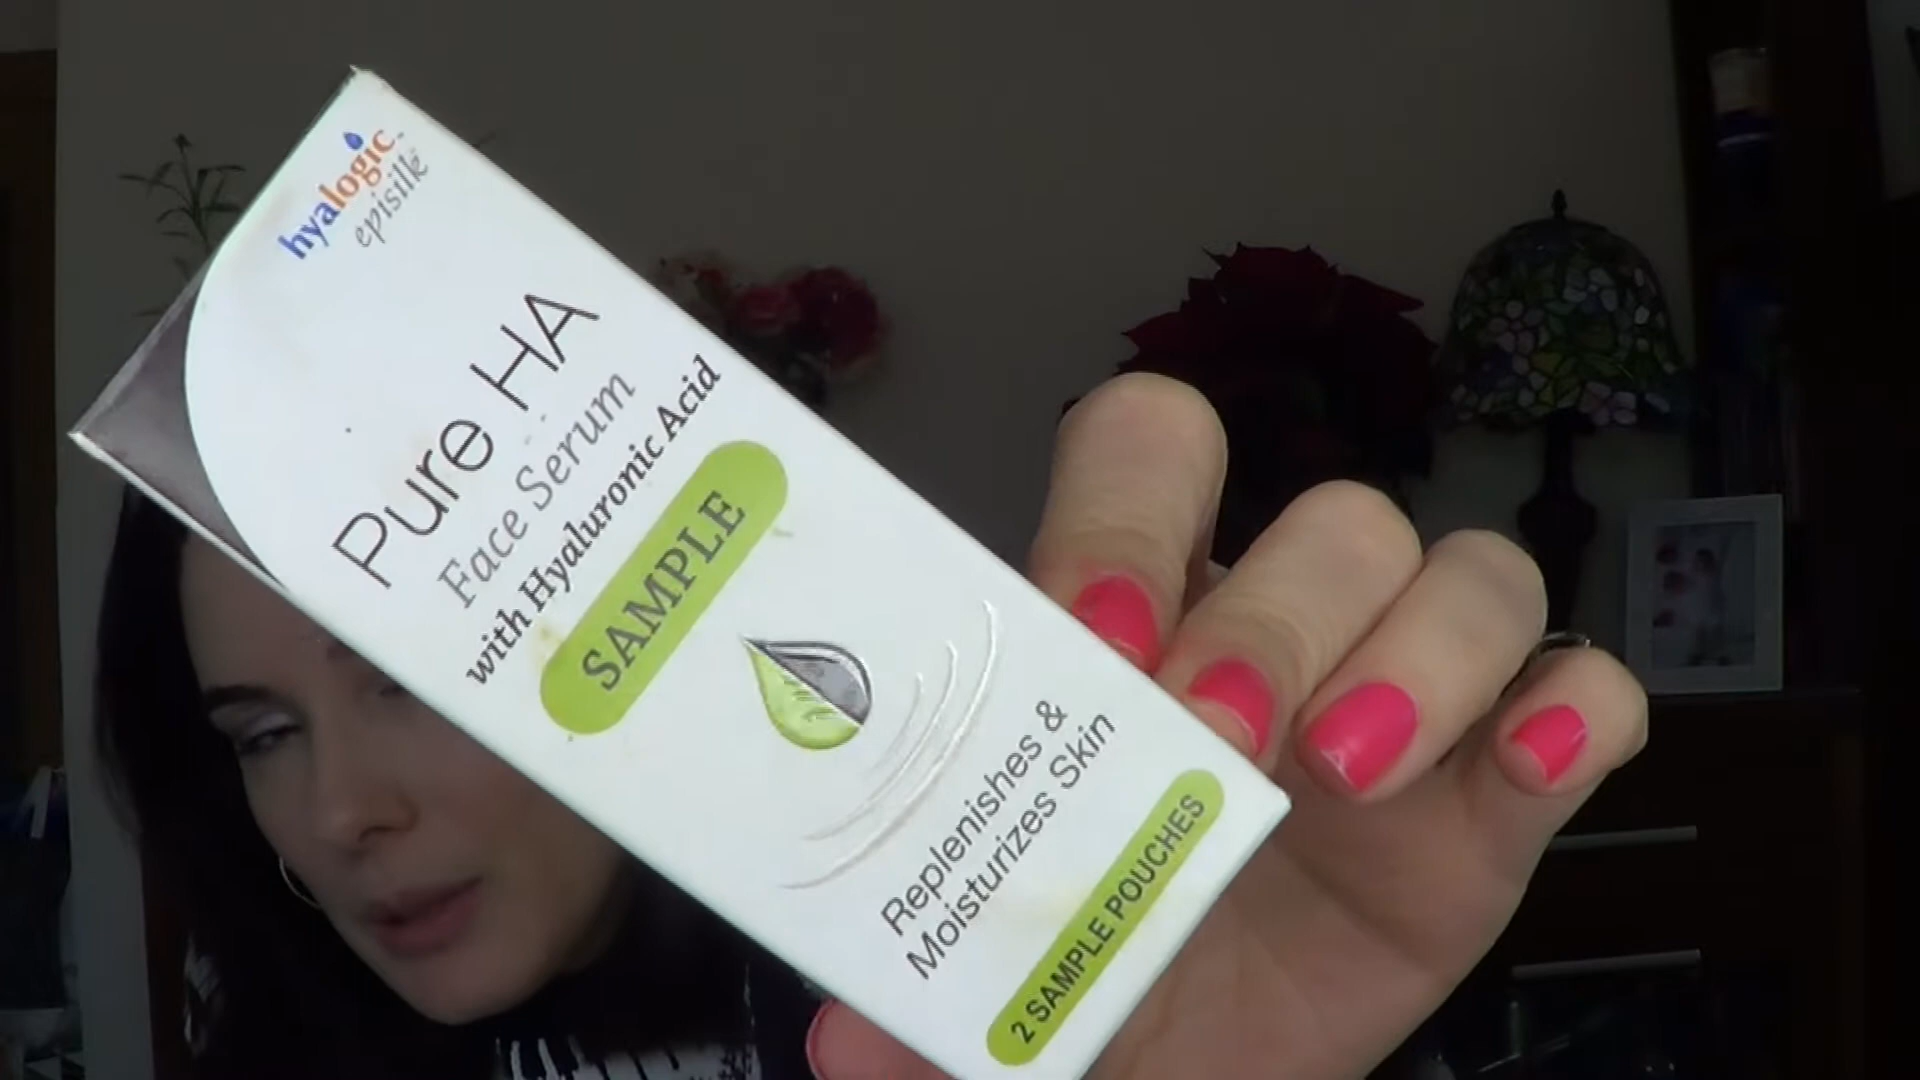 hyalogic
episilk
Pure HA
Face Serum
with Hyaluronic Acid
SAMPLE
Replenishes &
Moisturizes Skin
2 SAMPLE POUCHES